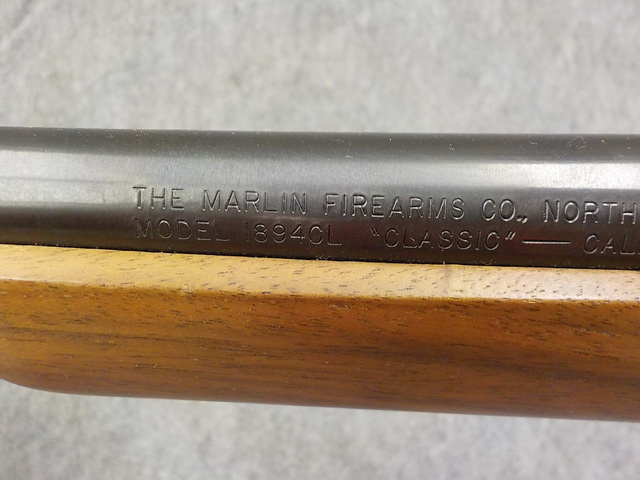 THE MARLIN FIREARMS CO., NORTH
MODEL 1894CL "CLASSIC" — CAL